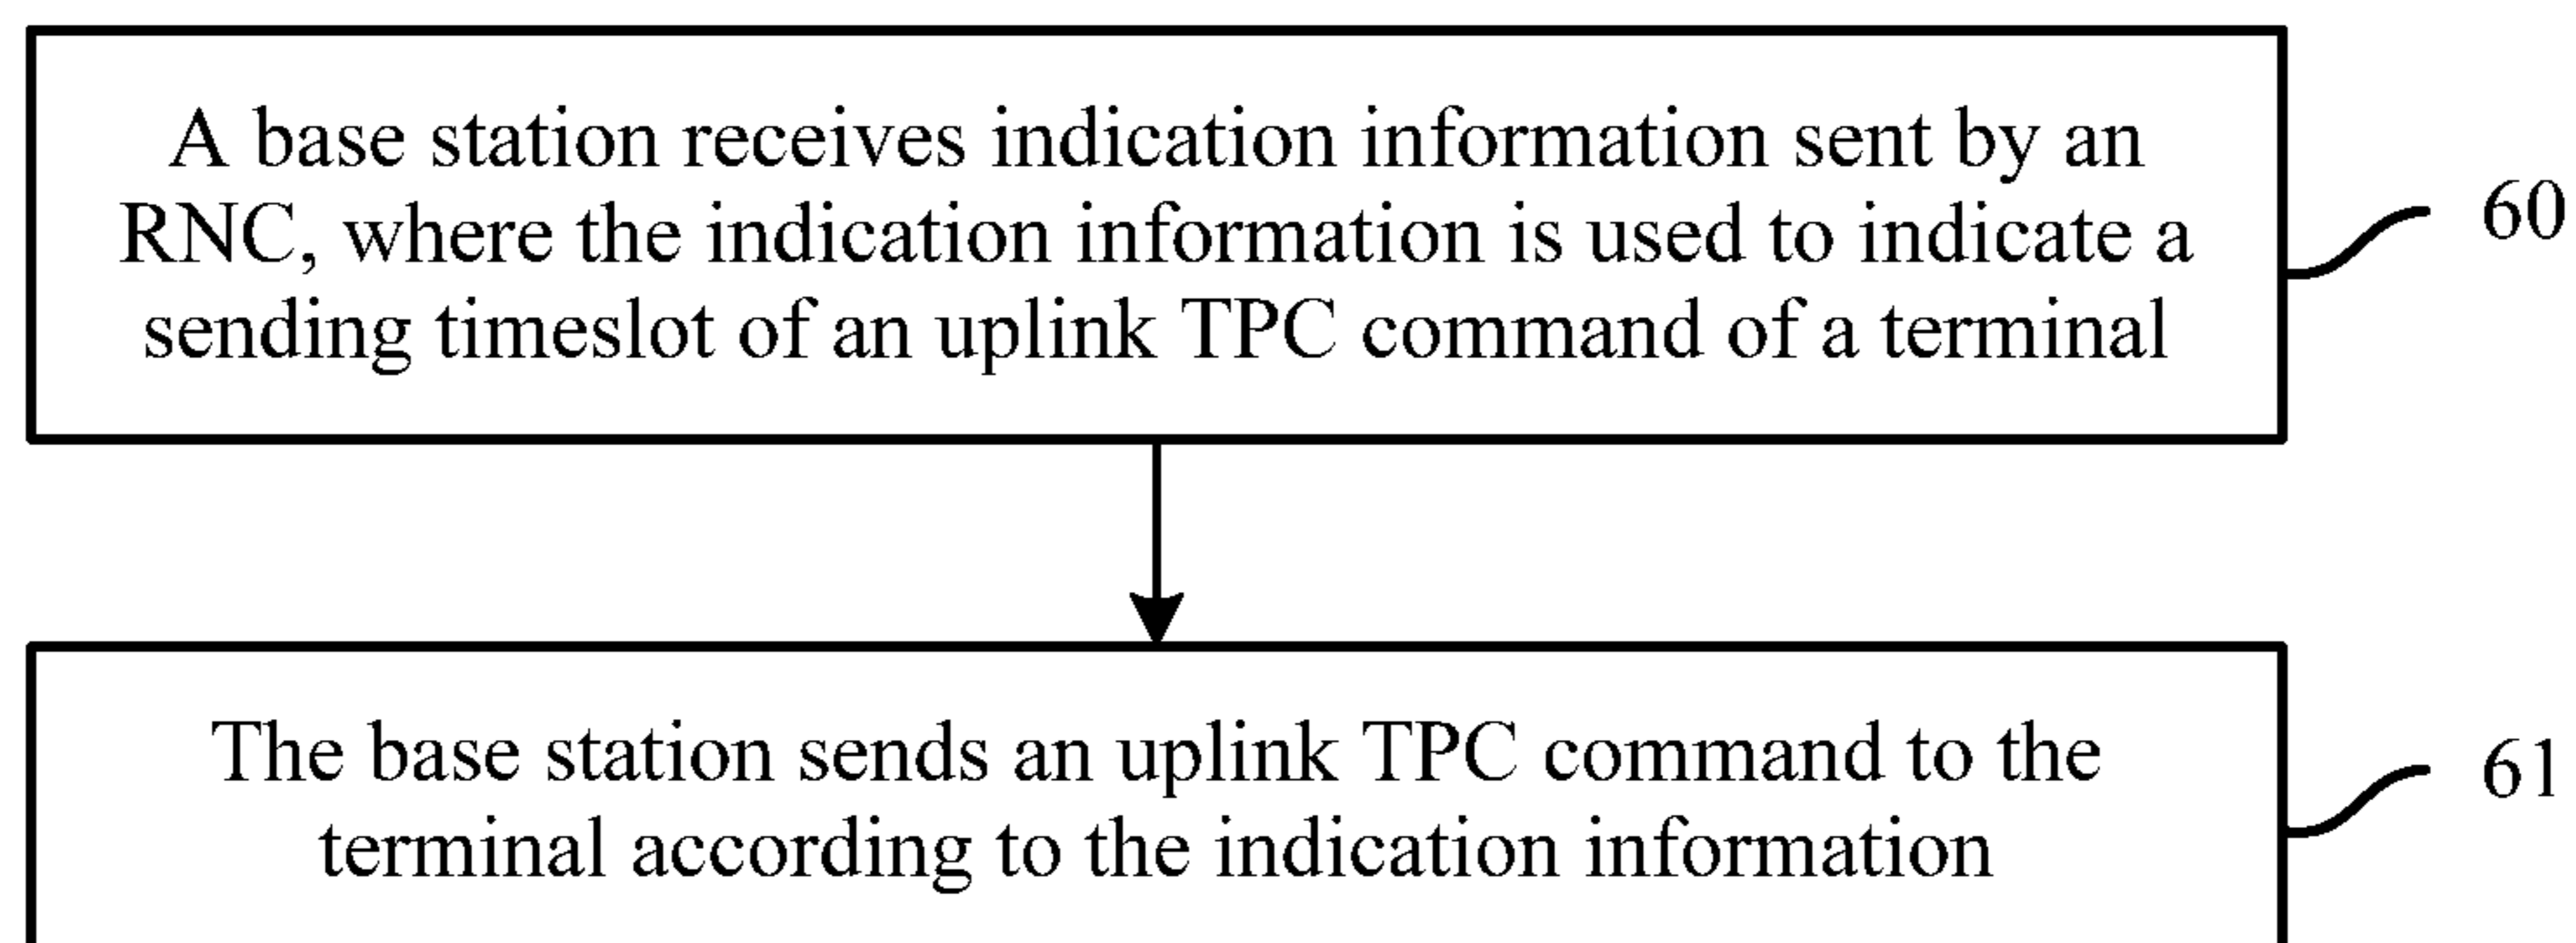 A base station receives indication information sent by an
RNC, where the indication information is used to indicate a
sending timeslot of an uplink TPC command of a terminal
60
The base station sends an uplink TPC command to the
terminal according to the indication information
61